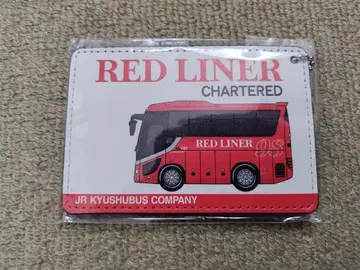 RED LINER
CHARTERED
RED LINER
JR KYUSHUBUS COMPANY